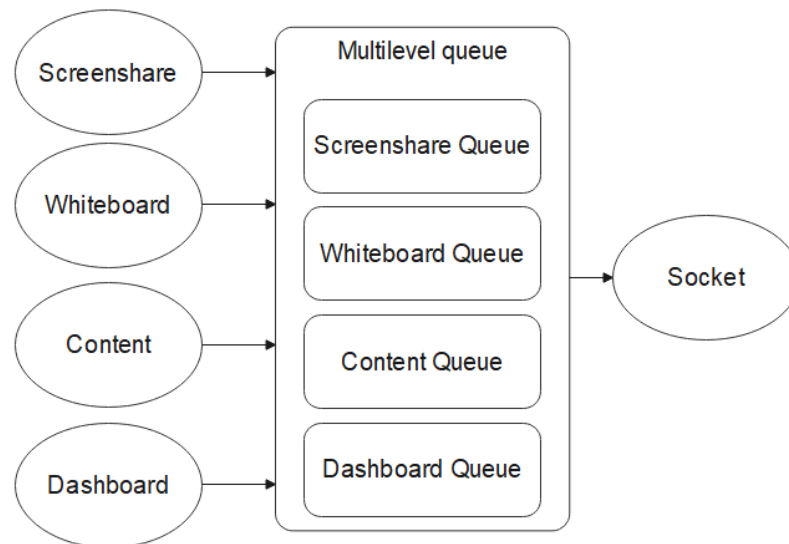 Screenshare
Multilevel queue
Screenshare Queue
Whiteboard
Whiteboard Queue
Socket
Content
Content Queue
Dashboard
Dashboard Queue